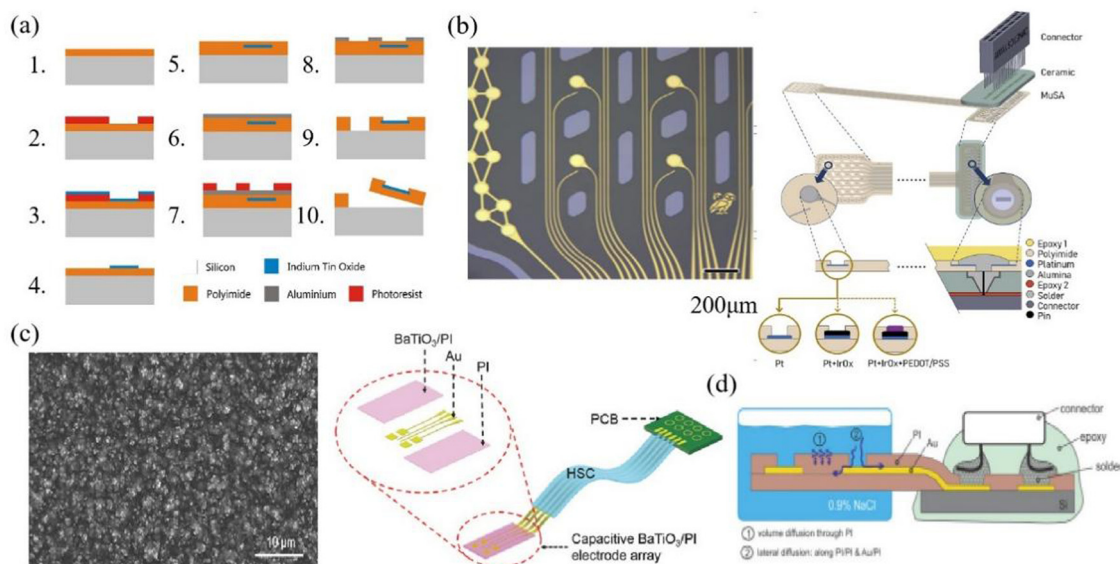 (a)
1.
2.
3.
4.
5.
6.
7.
8.
9.
10.
Silicon
Indium Tin Oxide
Polyimide
Aluminium
Photoresist
(b)
200μm
Connector
Ceramic
MuSA
Epoxy 1
Polyimide
Platinum
Alumina
Epoxy 2
Solder
Connector
Pin
Pt
Pt+IrOx
Pt+IrOx+PEDOT/PSS
(c)
10 μm
BaTiO3/PI
Au
PI
PCB
HSC
Capacitive BaTiO3/PI
electrode array
(d)
1
2
PI
Au
0.9% NaCl
connector
epoxy
solder
Si
1 volume diffusion through PI
2 lateral diffusion: along PI/PI & Au/PI